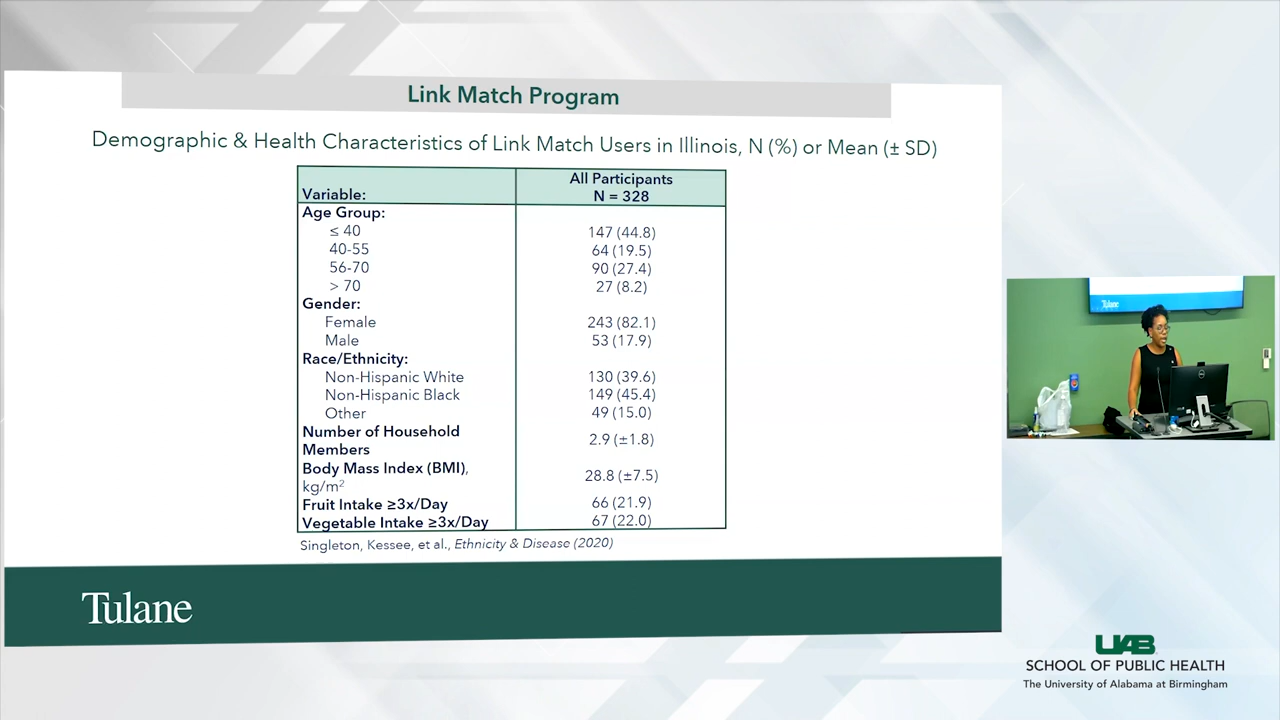 Link Match Program
Demographic & Health Characteristics of Link Match Users in Illinois, N (%) or Mean (± SD)
Variable:
All Participants
N = 328
Age Group:
≤ 40 147 (44.8)
40-55 64 (19.5)
56-70 90 (27.4)
> 70 27 (8.2)
Gender:
Female 243 (82.1)
Male 53 (17.9)
Race/Ethnicity:
Non-Hispanic White 130 (39.6)
Non-Hispanic Black 149 (45.4)
Other 49 (15.0)
Number of Household
Members
2.9 (±1.8)
Body Mass Index (BMI),
kg/m²
28.8 (±7.5)
Fruit Intake ≥3x/Day 66 (21.9)
Vegetable Intake ≥3x/Day 67 (22.0)
Singleton, Kessee, et al., Ethnicity & Disease (2020)
Tulane
Tulane
UAB
SCHOOL OF PUBLIC HEALTH
The University of Alabama at Birmingham